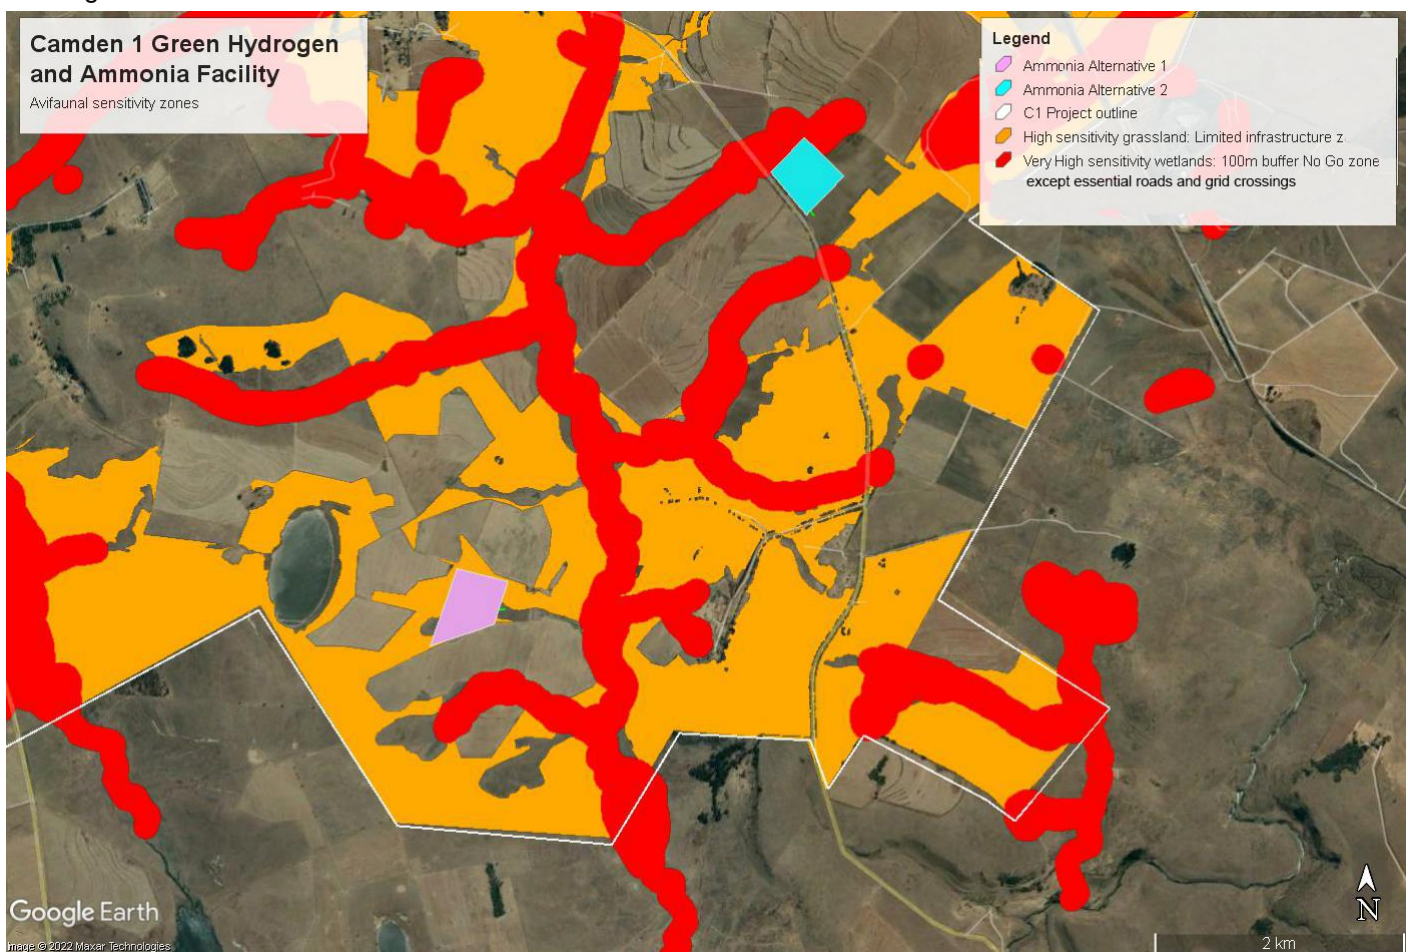 Camden 1 Green Hydrogen
and Ammonia Facility
Avifaunal sensitivity zones
Legend
Ammonia Alternative 1
Ammonia Alternative 2
C1 Project outline
High sensitivity grassland: Limited infrastructure z
Very High sensitivity wetlands: 100m buffer No Go zone
except essential roads and grid crossings
Google Earth
Image © 2022 Maxar Technologies
N
2 km